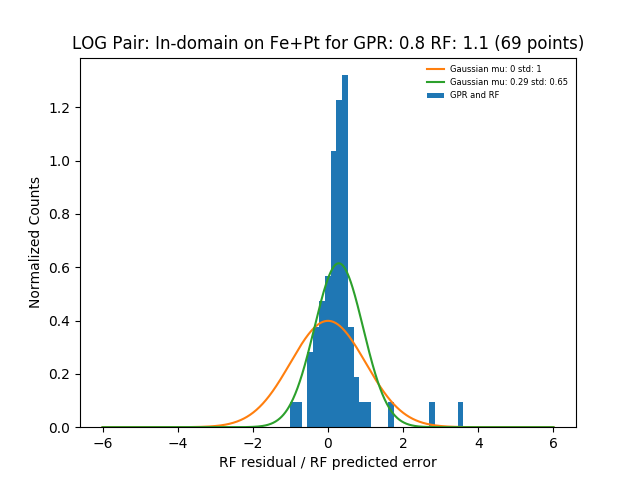 LOG Pair: In-domain on Fe+Pt for GPR: 0.8 RF: 1.1 (69 points)
Gaussian mu: 0 std: 1
Gaussian mu: 0.29 std: 0.65
GPR and RF
Normalized Counts
1.2
1.0
0.8
0.6
0.4
0.2
0.0
−6 −4 −2 0 2 4 6
RF residual / RF predicted error